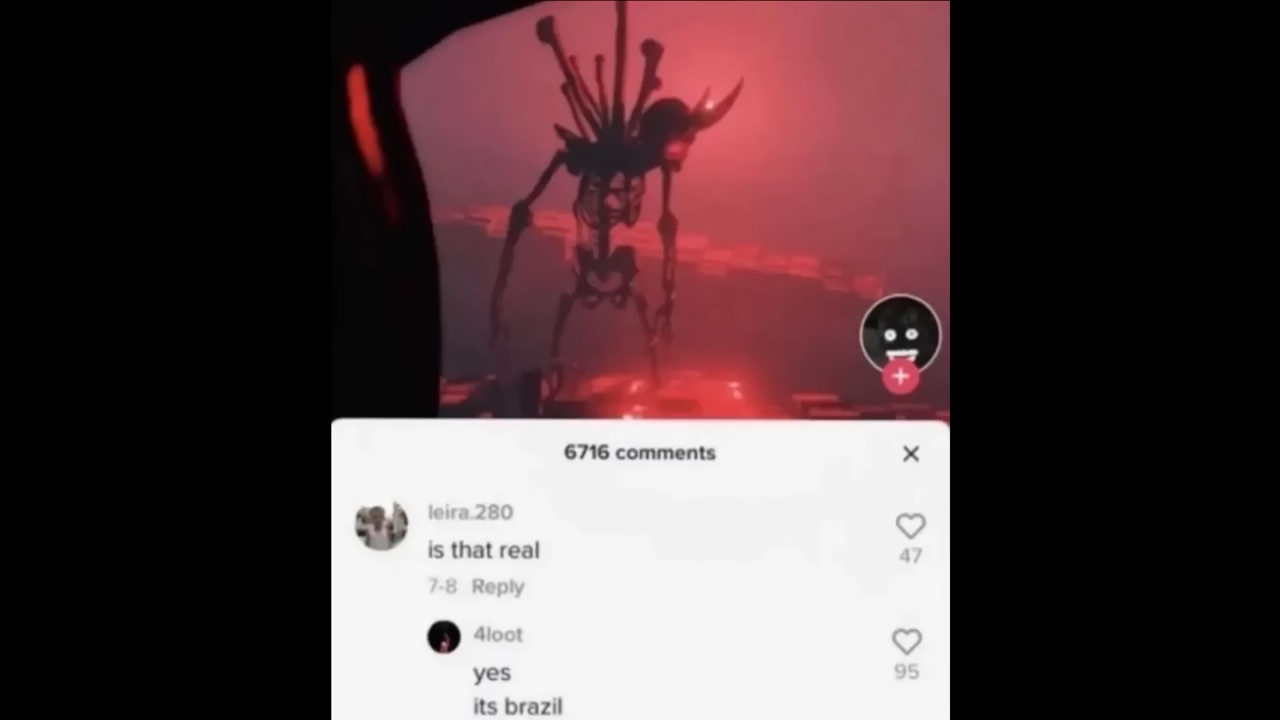 6716 comments
leira.280
is that real
47
7-8 Reply
4loot
yes
95
its brazil